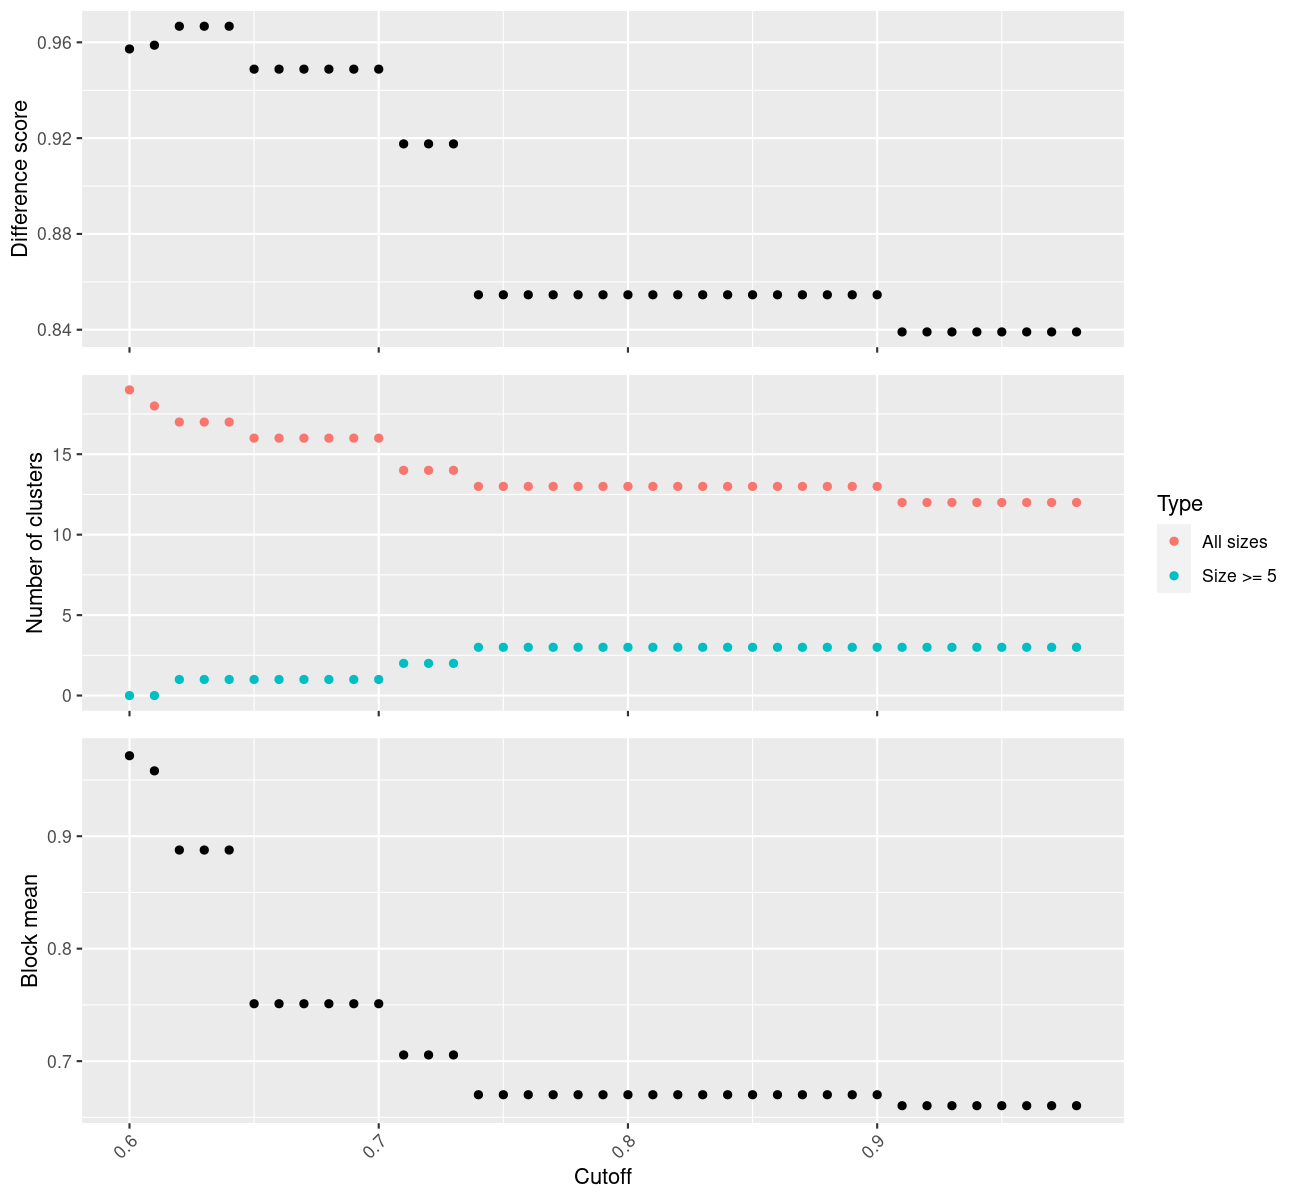 Difference score
0.96
0.92
0.88
0.84
Number of clusters
15
10
5
0
Type
All sizes
Size >= 5
Block mean
0.9
0.8
0.7
0.6
0.7
0.8
0.9
Cutoff